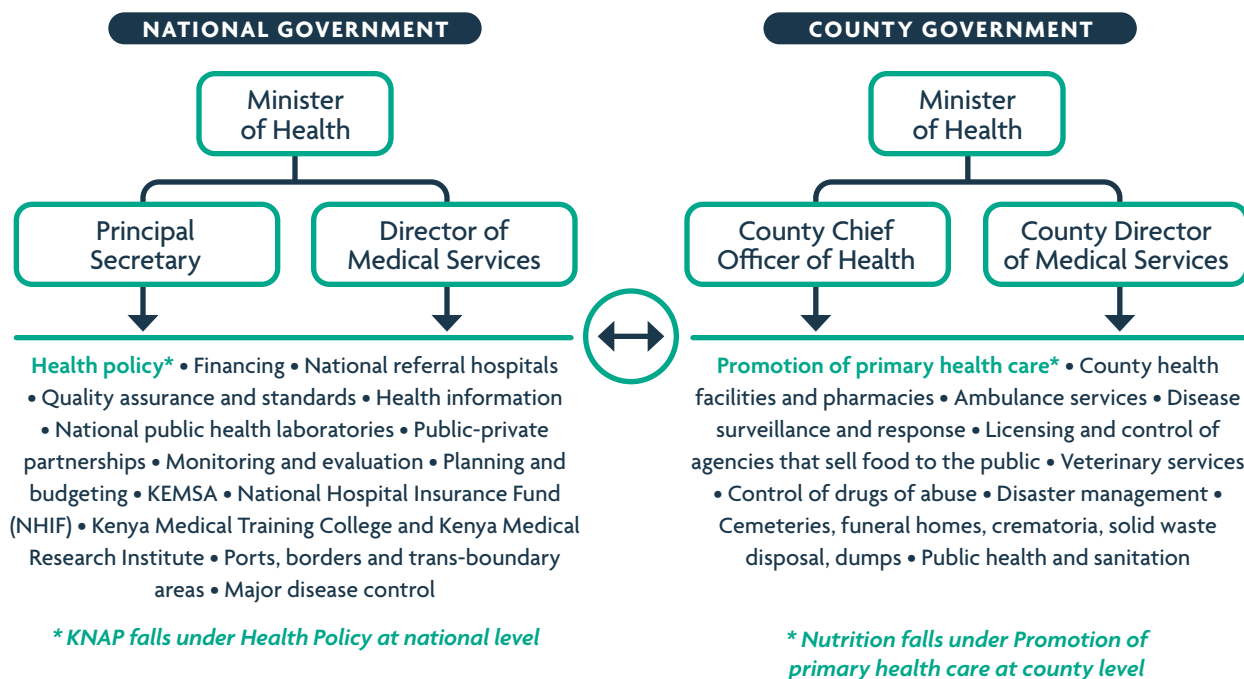 NATIONAL GOVERNMENT
Minister
of Health
Principal
Secretary
Director of
Medical Services
Health policy* • Financing • National referral hospitals
• Quality assurance and standards • Health information
• National public health laboratories • Public-private
partnerships • Monitoring and evaluation • Planning and
budgeting • KEMSA • National Hospital Insurance Fund
(NHIF) • Kenya Medical Training College and Kenya Medical
Research Institute • Ports, borders and trans-boundary
areas • Major disease control
* KNAP falls under Health Policy at national level
COUNTY GOVERNMENT
Minister
of Health
County Chief
Officer of Health
County Director
of Medical Services
Promotion of primary health care* • County health
facilities and pharmacies • Ambulance services • Disease
surveillance and response • Licensing and control of
agencies that sell food to the public • Veterinary services
• Control of drugs of abuse • Disaster management •
Cemeteries, funeral homes, crematoria, solid waste
disposal, dumps • Public health and sanitation
* Nutrition falls under Promotion of
primary health care at county level